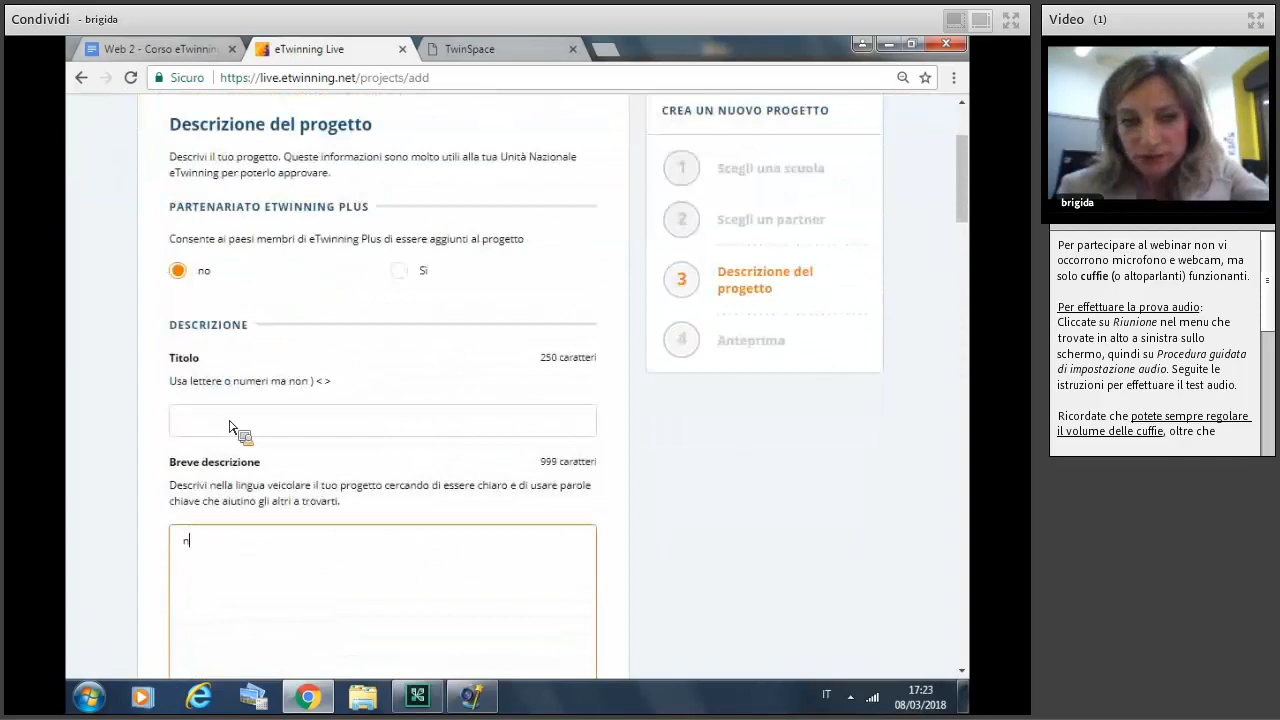 Condividi - brigida
Web 2 - Corso eTwinnin
eTwinning Live
TwinSpace
Sicuro
https://live.etwinning.net/projects/add
Descrizione del progetto
Descrivi il tuo progetto. Queste informazioni sono molto utili alla tua Unità Nazionale
eTwinning per poterlo approvare.
PARTENARIATO ETWINNING PLUS
Consente ai paesi membri di eTwinning Plus di essere aggiunti al progetto
no
Sì
DESCRIZIONE
Titolo
250 caratteri
Usa lettere o numeri ma non ) < >
Breve descrizione
999 caratteri
Descrivi nella lingua veicolare il tuo progetto cercando di essere chiaro e di usare parole
chiave che aiutino gli altri a trovarti.
n
CREA UN NUOVO PROGETTO
1 Scegli una scuola
2 Scegli un partner
3 Descrizione del
progetto
4 Anteprima
IT
17:23
08/03/2018
Video (1)
brigida
Per partecipare al webinar non vi
occorrono microfono e webcam, ma
solo cuffie (o altoparlanti) funzionanti.
Per effettuare la prova audio:
Cliccate su Riunione nel menu che
trovate in alto a sinistra sullo
schermo, quindi su Procedura guidata
di impostazione audio. Seguite le
istruzioni per effettuare il test audio.
Ricordate che potete sempre regolare
il volume delle cuffie, oltre che